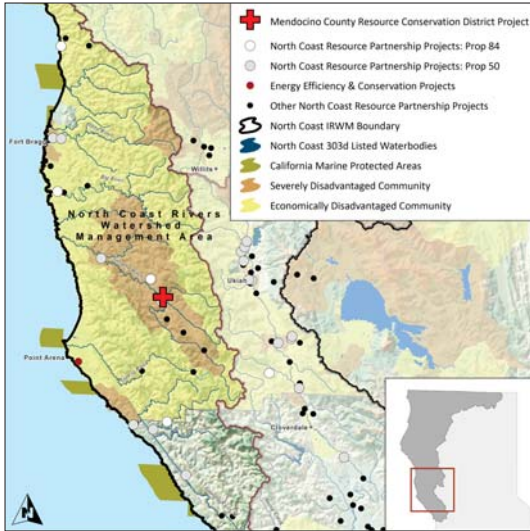 Mendocino County Resource Conservation District Project
North Coast Resource Partnership Projects: Prop 84
North Coast Resource Partnership Projects: Prop 50
Energy Efficiency & Conservation Projects
Other North Coast Resource Partnership Projects
North Coast IRWM Boundary
North Coast 303d Listed Waterbodies
California Marine Protected Areas
Severely Disadvantaged Community
Economically Disadvantaged Community
Fort Bragg
Willits
North Coast Rivers
Watershed
Management Area
Ukiah
Point Arena
Cloverdale
N